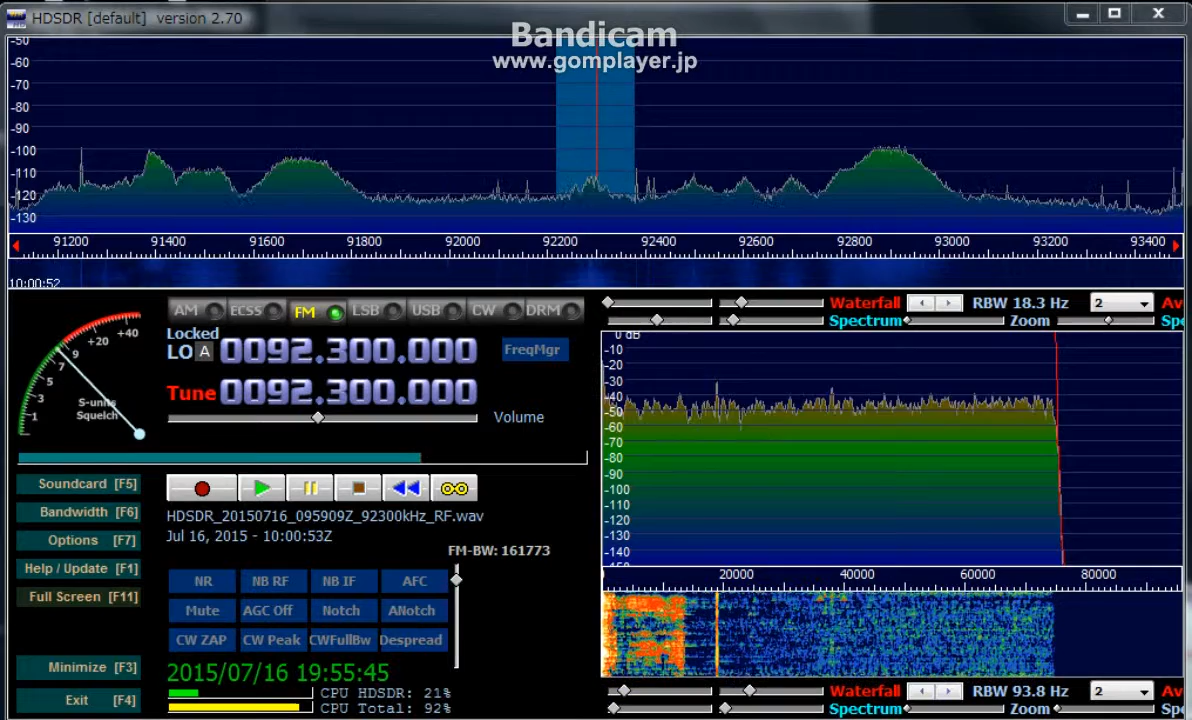 HDSDR [default] version 2.70
Bandicam
www.gomplayer.jp
-50
-60
-70
-80
-90
-100
-110
-120
-130
91200 91400 91600 91800 92000 92200 92400 92600 92800 93000 93200 93400
10:00:52
AM ECSS FM LSB USB CW DRM
Locked
LO A 0092.300.000 FreqMgr
Tune 0092.300.000
Volume
1 3 5 7 9 +20 +40
S-units
Squelch
Soundcard [F5]
Bandwidth [F6]
Options [F7]
Help / Update [F1]
Full Screen [F11]
Minimize [F3]
Exit [F4]
HDSDR_20150716_095909Z_92300kHz_RF.wav
Jul 16, 2015 - 10:00:53Z
FM-BW: 161773
NR NB RF NB IF AFC
Mute AGC Off Notch ANotch
CW ZAP CW Peak CWFullBw Despread
2015/07/16 19:55:45
CPU HDSDR: 21%
CPU Total: 92%
Waterfall RBW 18.3 Hz 2 Av
Spectrum Zoom Spe
0 dB
-10
-20
-30
-40
-50
-60
-70
-80
-90
-100
-110
-120
-130
-140
20000 40000 60000 80000
Waterfall RBW 93.8 Hz 2 Av
Spectrum Zoom Spe